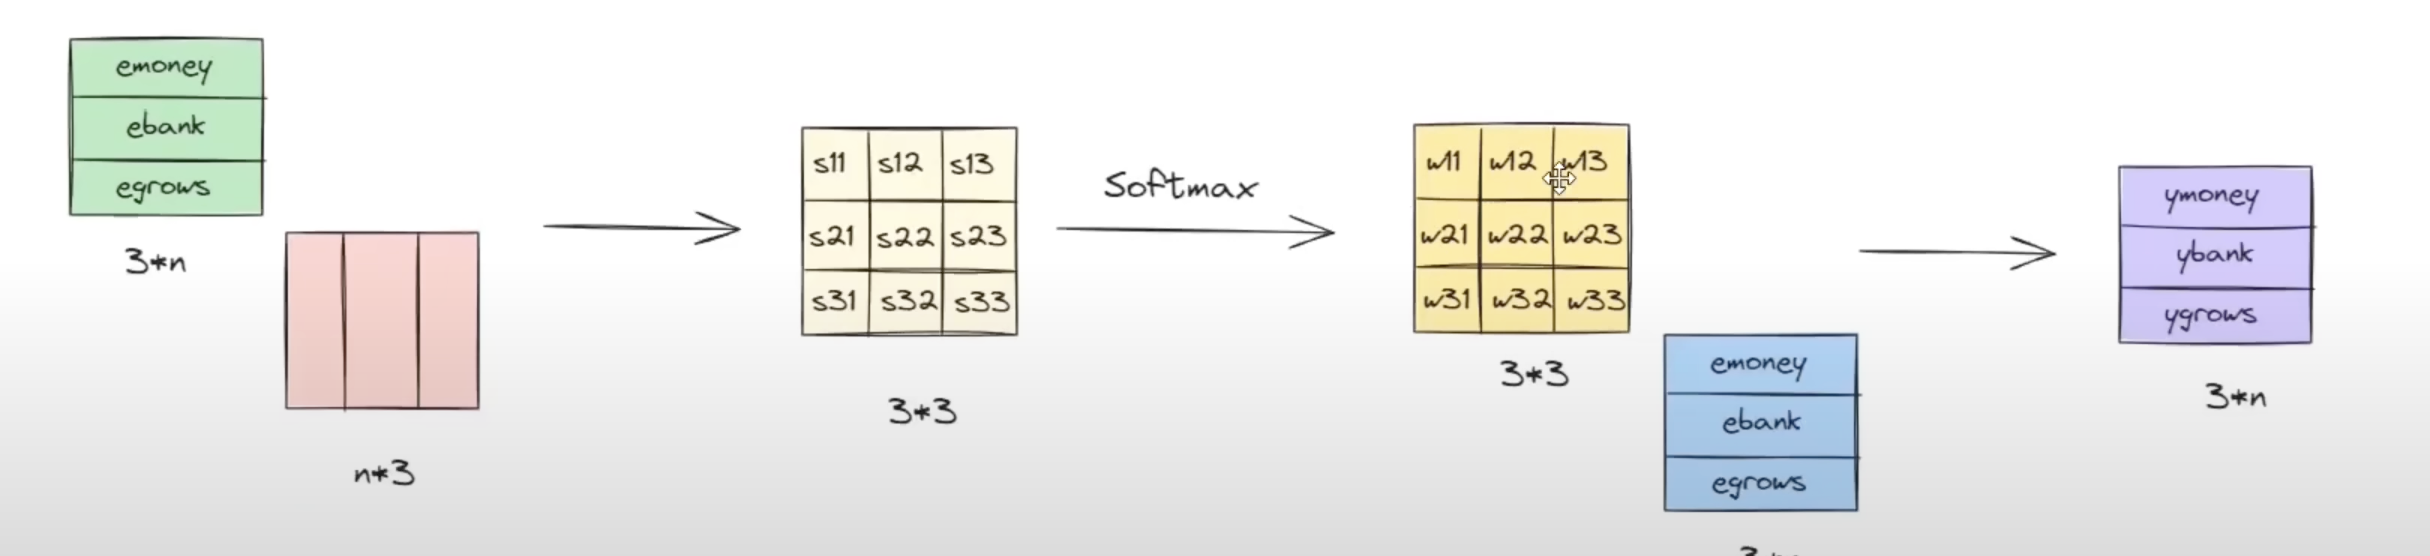 emoney
ebank
egrows
3*n
n*3
s11 s12 s13
s21 s22 s23
s31 s32 s33
3*3
Softmax
w11 w12 w13
w21 w22 w23
w31 w32 w33
3*3
emoney
ebank
egrows
ymoney
ybank
ygrows
3*n